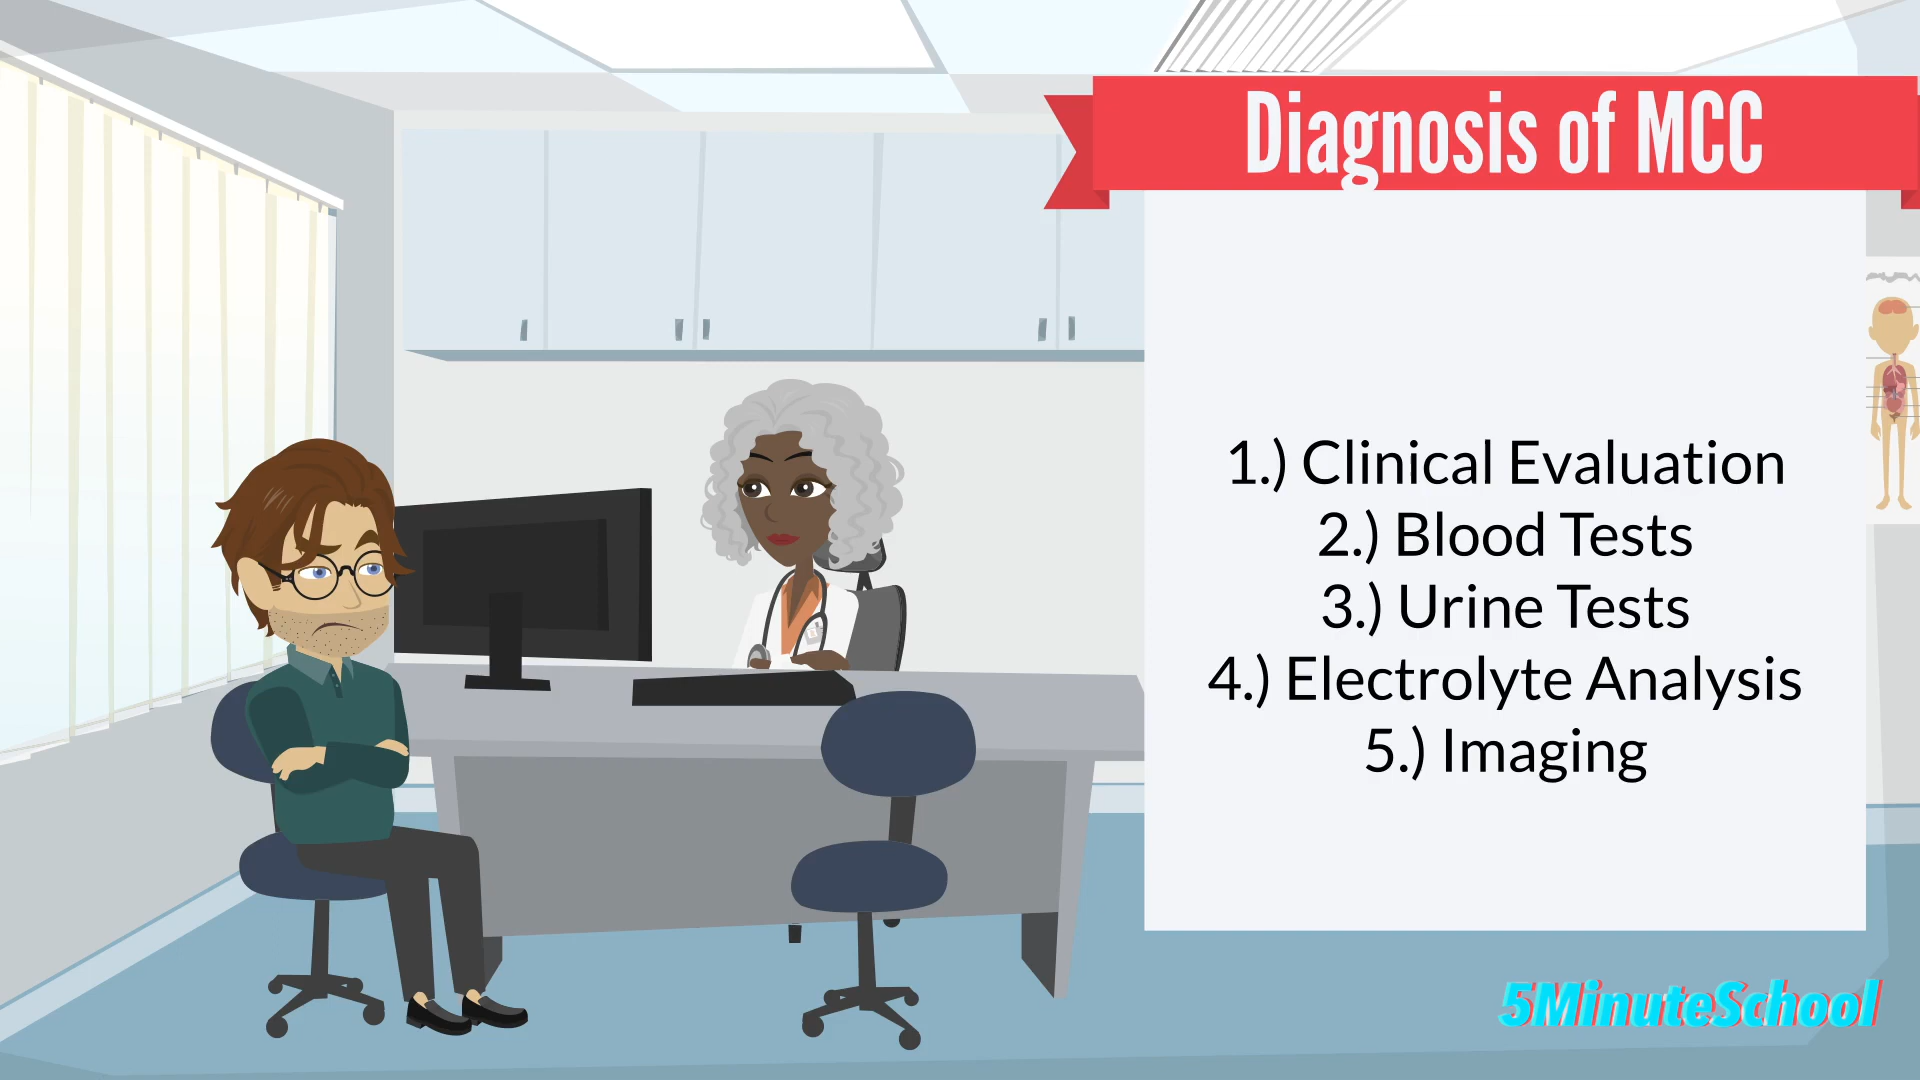 Diagnosis of MCC
1.) Clinical Evaluation
2.) Blood Tests
3.) Urine Tests
4.) Electrolyte Analysis
5.) Imaging
5MinuteSchool